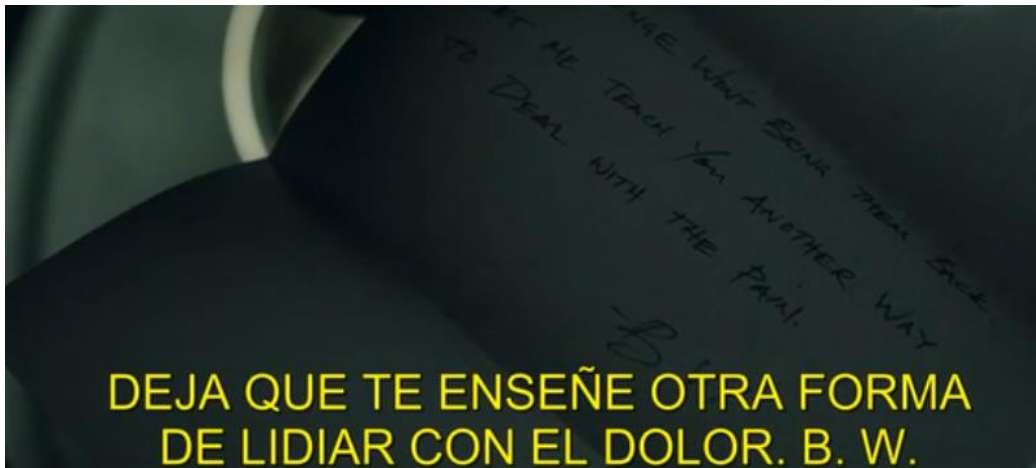 WON'T BRING THEM BACK
ME TEACH YOU ANOTHER WAY
TO DEAL WITH THE PAIN.
-B
DEJA QUE TE ENSEÑE OTRA FORMA
DE LIDIAR CON EL DOLOR. B. W.